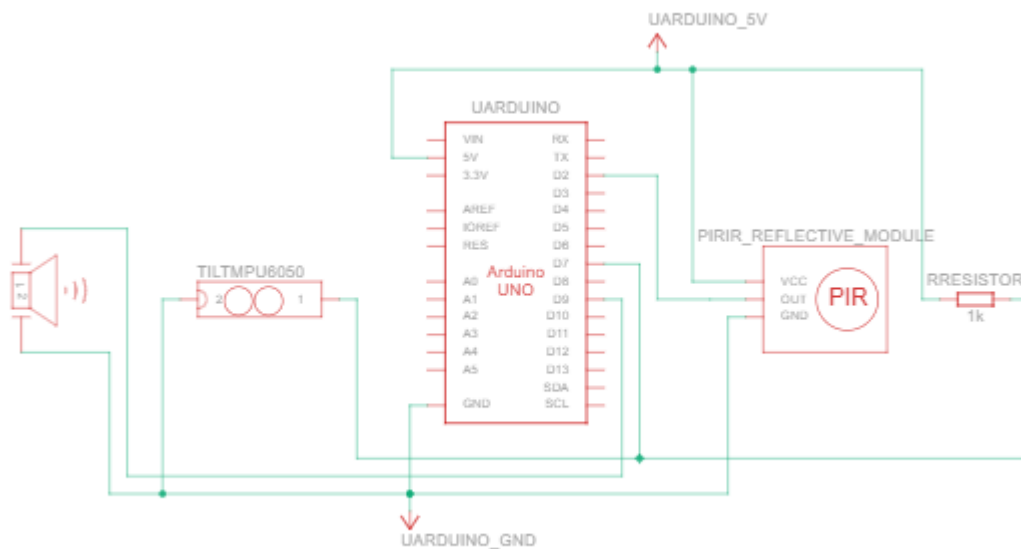 UARDUINO_5V
UARDUINO
VIN
5V
3.3V
AREF
IOREF
RES
A0
A1
A2
A3
A4
A5
GND
RX
TX
D2
D3
D4
D5
D6
D7
D8
D9
D10
D11
D12
D13
SDA
SCL
Arduino
UNO
1
2
TILTMPU6050
2
1
PIRIR_REFLECTIVE_MODULE
VCC
OUT
GND
PIR
RRESISTOR
1k
UARDUINO_GND